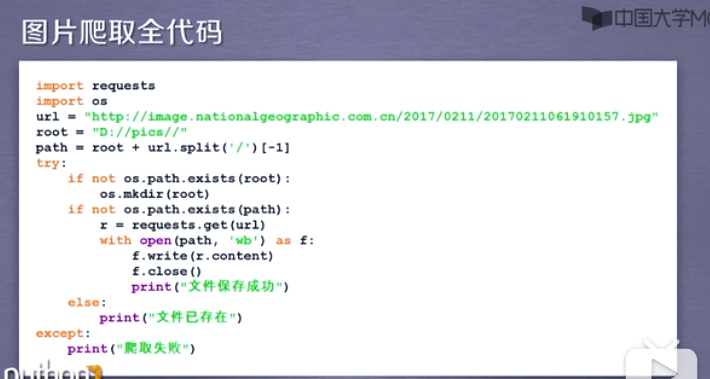 图片爬取全代码
中国大学MO
import requests
import os
url = "http://image.nationalgeographic.com.cn/2017/0211/20170211061910157.jpg"
root = "D://pics//"
path = root + url.split('/')[-1]
try:
    if not os.path.exists(root):
        os.mkdir(root)
    if not os.path.exists(path):
        r = requests.get(url)
        with open(path, 'wb') as f:
            f.write(r.content)
            f.close()
            print("文件保存成功")
    else:
        print("文件已存在")
except:
    print("爬取失败")
python